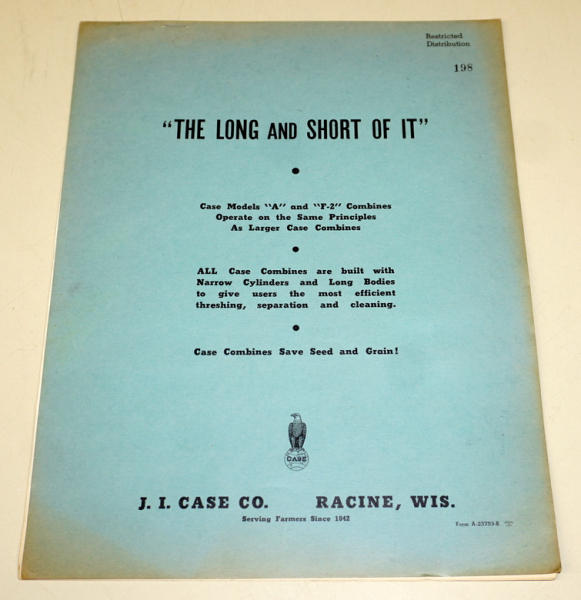 Restricted
Distribution
198
"THE LONG AND SHORT OF IT"
Case Models "A" and "F-2" Combines
Operate on the Same Principles
As Larger Case Combines
ALL Case Combines are built with
Narrow Cylinders and Long Bodies
to give users the most efficient
threshing, separation and cleaning.
Case Combines Save Seed and Grain!
CASE
J. I. CASE CO. RACINE, WIS.
Serving Farmers Since 1842
Form A-23753-E